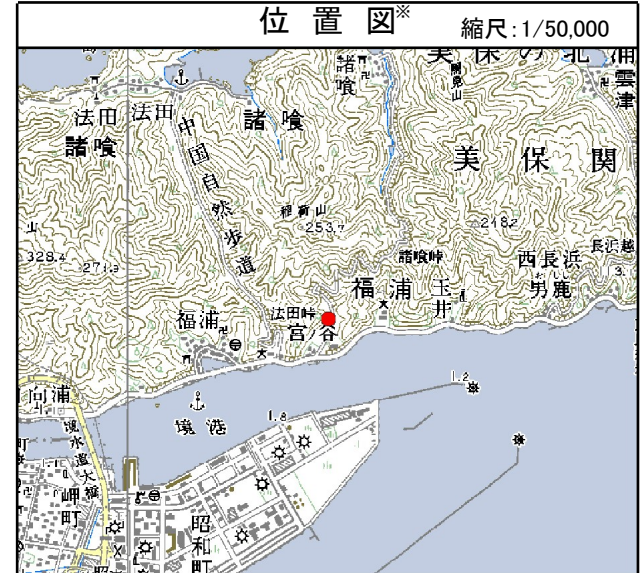 位置図※ 縮尺:1/50,000
美保の北浦
諸喰
雲津
法田
法田
諸喰
諸喰
中国自然歩道
美保関
稲荷山
253.7
248.2
328.4
271.9
諸喰峠
西長浜
長浜越
男鹿
福浦
玉井
法田峠
宮ノ谷
福浦
向浦
境港
1.8
1.2
境水道大橋
岬町
昭和町